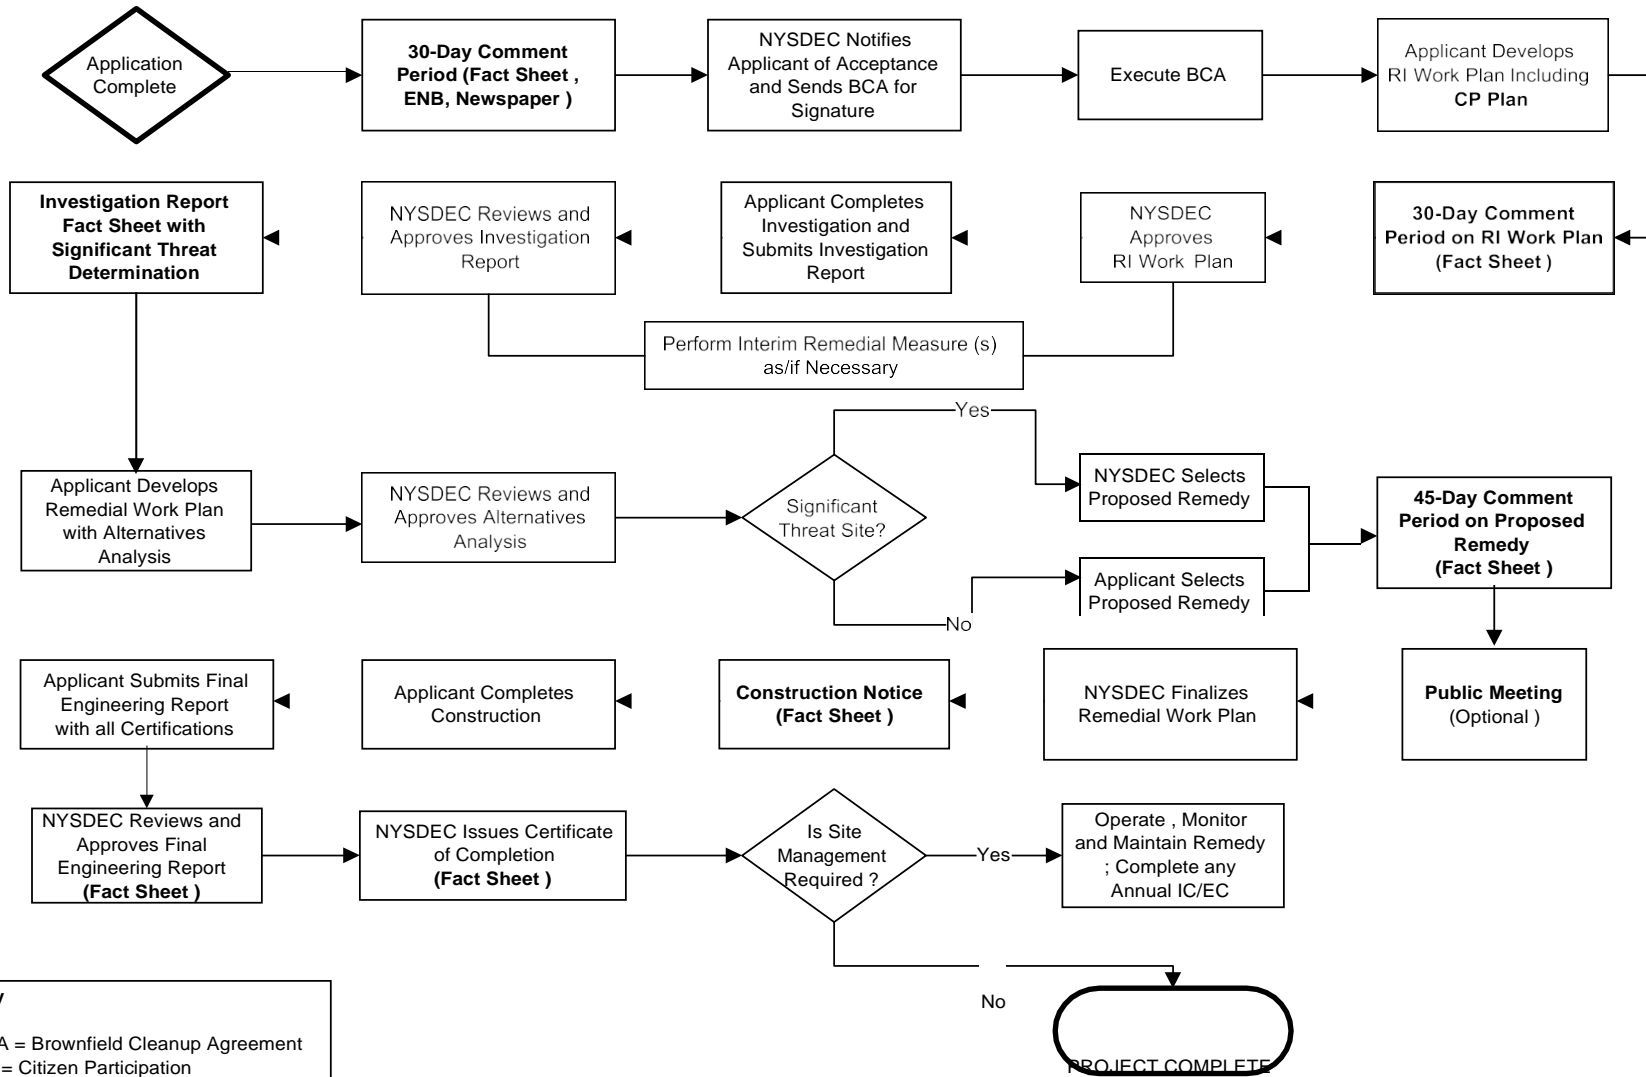 Application
Complete
30-Day Comment
Period (Fact Sheet ,
ENB, Newspaper )
NYSDEC Notifies
Applicant of Acceptance
and Sends BCA for
Signature
Execute BCA
Applicant Develops
RI Work Plan Including
CP Plan
Investigation Report
Fact Sheet with
Significant Threat
Determination
NYSDEC Reviews and
Approves Investigation
Report
Applicant Completes
Investigation and
Submits Investigation
Report
NYSDEC
Approves
RI Work Plan
30-Day Comment
Period on RI Work Plan
(Fact Sheet )
Perform Interim Remedial Measure (s)
as/if Necessary
Applicant Develops
Remedial Work Plan
with Alternatives
Analysis
NYSDEC Reviews and
Approves Alternatives
Analysis
Significant
Threat Site?
Yes
No
NYSDEC Selects
Proposed Remedy
Applicant Selects
Proposed Remedy
45-Day Comment
Period on Proposed
Remedy
(Fact Sheet )
Applicant Submits Final
Engineering Report
with all Certifications
Applicant Completes
Construction
Construction Notice
(Fact Sheet )
NYSDEC Finalizes
Remedial Work Plan
Public Meeting
(Optional )
NYSDEC Reviews and
Approves Final
Engineering Report
(Fact Sheet )
NYSDEC Issues Certificate
of Completion
(Fact Sheet )
Is Site
Management
Required ?
Yes
Operate , Monitor
and Maintain Remedy
; Complete any
Annual IC/EC
No
PROJECT COMPLETE
A = Brownfield Cleanup Agreement
= Citizen Participation